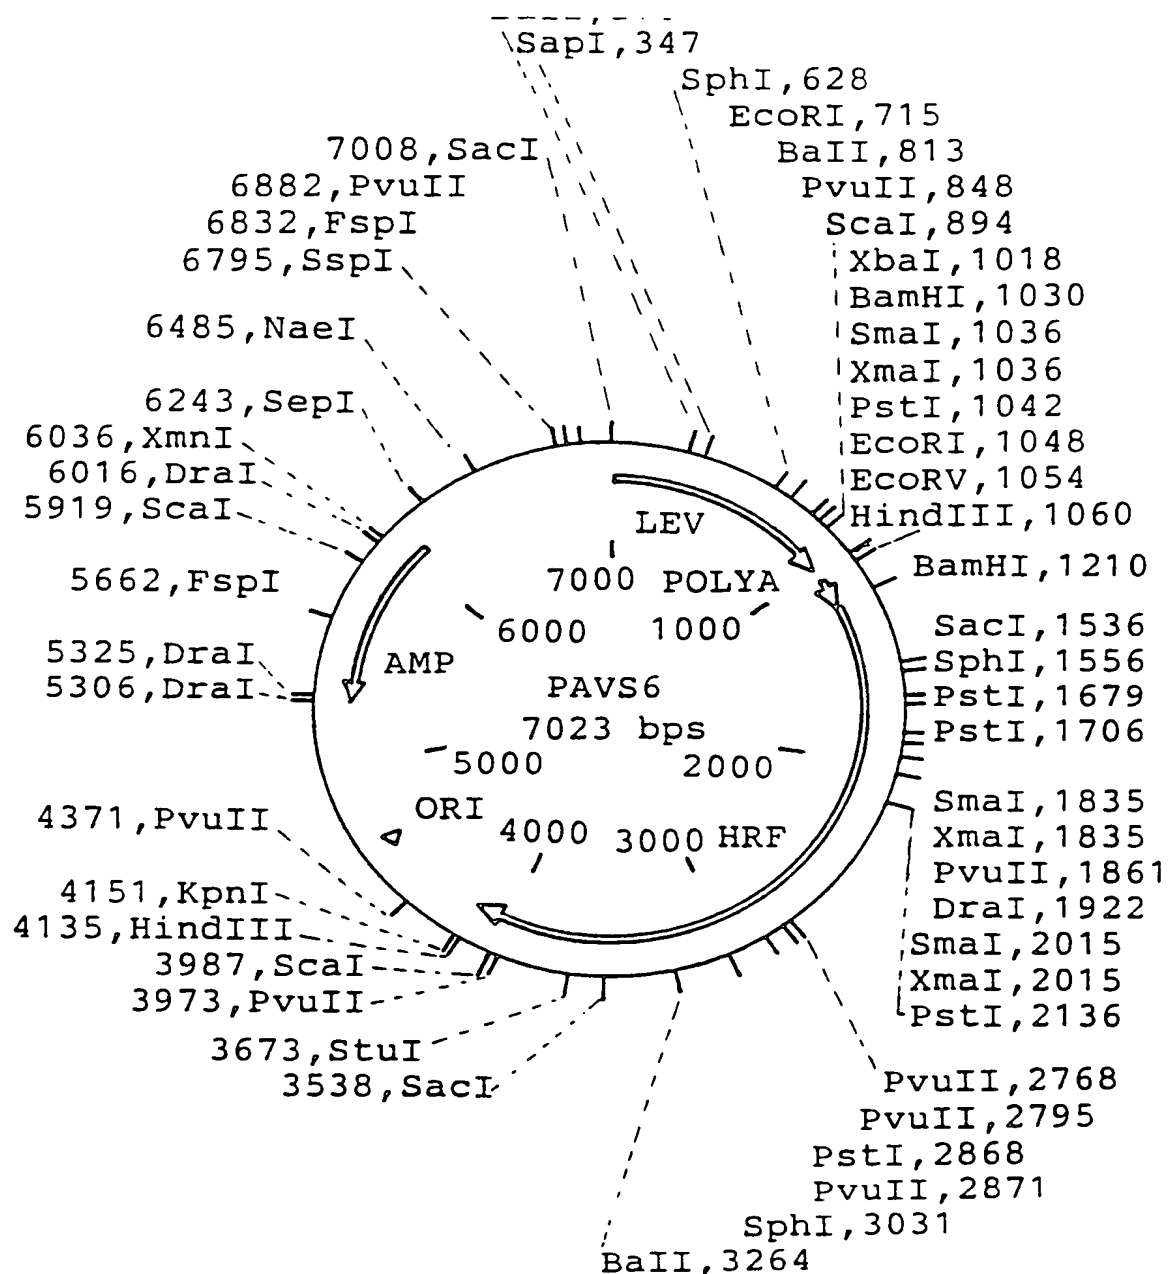 SapI,347
SphI,628
EcoRI,715
BaII,813
PvuII,848
ScaI,894
XbaI,1018
BamHI,1030
SmaI,1036
XmaI,1036
PstI,1042
EcoRI,1048
EcoRV,1054
HindIII,1060
BamHI,1210
SacI,1536
SphI,1556
PstI,1679
PstI,1706
SmaI,1835
XmaI,1835
PvuII,1861
DraI,1922
SmaI,2015
XmaI,2015
PstI,2136
PvuII,2768
PvuII,2795
PstI,2868
PvuII,2871
SphI,3031
BaII,3264
7008,SacI
6882,PvuII
6832,FspI
6795,SspI
6485,NaeI
6243,SepI
6036,XmnI
6016,DraI
5919,ScaI
5662,FspI
5325,DraI
5306,DraI
4371,PvuII
4151,KpnI
4135,HindIII
3987,ScaI
3973,PvuII
3673,StuI
3538,SacI
LEV
7000 POLYA
6000 1000
AMP
PAVS6
7023 bps
5000 2000
ORI 4000 3000 HRF